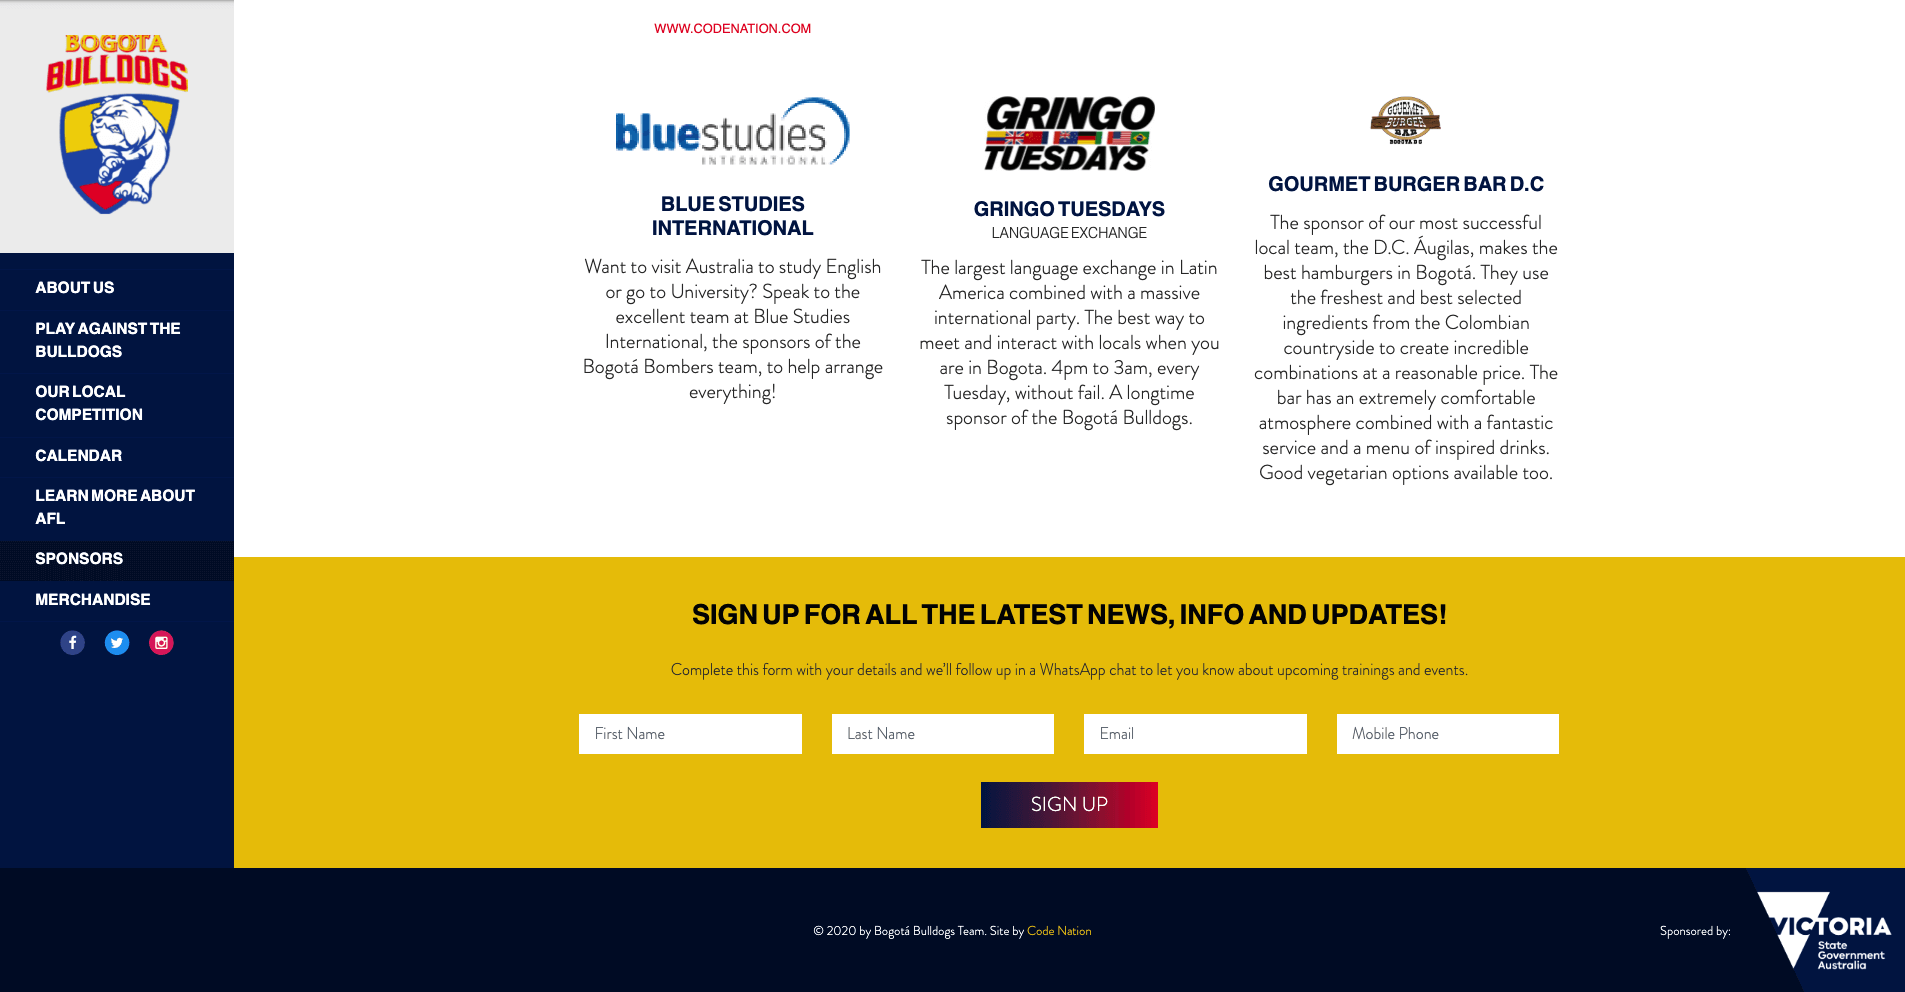 BOGOTA
BULLDOGS
ABOUT US
PLAY AGAINST THE
BULLDOGS
OUR LOCAL
COMPETITION
CALENDAR
LEARN MORE ABOUT
AFL
SPONSORS
MERCHANDISE
WWW.CODENATION.COM
bluestudies
INTERNATIONAL
BLUE STUDIES
INTERNATIONAL
Want to visit Australia to study English
or go to University? Speak to the
excellent team at Blue Studies
International, the sponsors of the
Bogotá Bombers team, to help arrange
everything!
GRINGO
TUESDAYS
GRINGO TUESDAYS
LANGUAGE EXCHANGE
The largest language exchange in Latin
America combined with a massive
international party. The best way to
meet and interact with locals when you
are in Bogota. 4pm to 3am, every
Tuesday, without fail. A longtime
sponsor of the Bogotá Bulldogs.
GOURMET
BURGER
BAR
BOGOTA D.C
GOURMET BURGER BAR D.C
The sponsor of our most successful
local team, the D.C. Áugilas, makes the
best hamburgers in Bogotá. They use
the freshest and best selected
ingredients from the Colombian
countryside to create incredible
combinations at a reasonable price. The
bar has an extremely comfortable
atmosphere combined with a fantastic
service and a menu of inspired drinks.
Good vegetarian options available too.
SIGN UP FOR ALL THE LATEST NEWS, INFO AND UPDATES!
Complete this form with your details and we'll follow up in a WhatsApp chat to let you know about upcoming trainings and events.
First Name
Last Name
Email
Mobile Phone
SIGN UP
© 2020 by Bogotá Bulldogs Team. Site by Code Nation
Sponsored by:
VICTORIA
State
Government
Australia